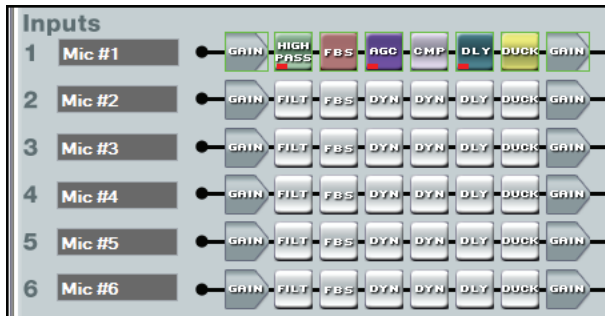 Inputs
1 Mic #1 GAIN HIGH PASS FBS AGC CMP DLY DUCK GAIN
2 Mic #2 GAIN FILT FBS DYN DYN DLY DUCK GAIN
3 Mic #3 GAIN FILT FBS DYN DYN DLY DUCK GAIN
4 Mic #4 GAIN FILT FBS DYN DYN DLY DUCK GAIN
5 Mic #5 GAIN FILT FBS DYN DYN DLY DUCK GAIN
6 Mic #6 GAIN FILT FBS DYN DYN DLY DUCK GAIN